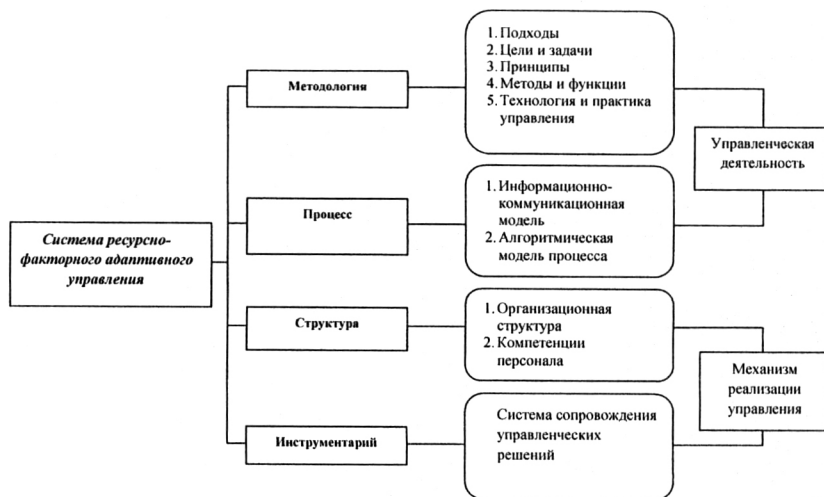 Система ресурсно-
факторного адаптивного
управления
Методология
1. Подходы
2. Цели и задачи
3. Принципы
4. Методы и функции
5. Технология и практика
управления
Процесс
1. Информационно-
коммуникационная
модель
2. Алгоритмическая
модель процесса
Управленческая
деятельность
Структура
1. Организационная
структура
2. Компетенции
персонала
Инструментарий
Система сопровождения
управленческих
решений
Механизм
реализации
управления